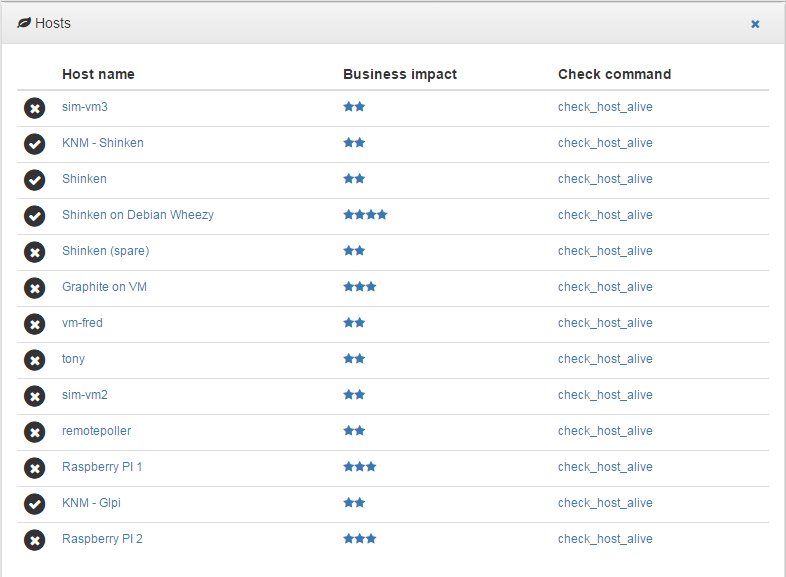 Hosts
Host name Business impact Check command
sim-vm3 check_host_alive
KNM - Shinken check_host_alive
Shinken check_host_alive
Shinken on Debian Wheezy check_host_alive
Shinken (spare) check_host_alive
Graphite on VM check_host_alive
vm-fred check_host_alive
tony check_host_alive
sim-vm2 check_host_alive
remotepoller check_host_alive
Raspberry PI 1 check_host_alive
KNM - Glpi check_host_alive
Raspberry PI 2 check_host_alive